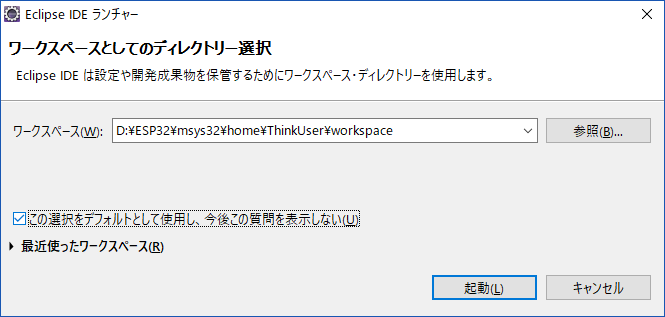 Eclipse IDE ランチャー
ワークスペースとしてのディレクトリー選択
Eclipse IDE は設定や開発成果物を保管するためにワークスペース・ディレクトリーを使用します。
ワークスペース(W): D:¥ESP32¥msys32¥home¥ThinkUser¥workspace 参照(B)...
この選択をデフォルトとして使用し、今後この質問を表示しない(U)
最近使ったワークスペース(R)
起動(L) キャンセル